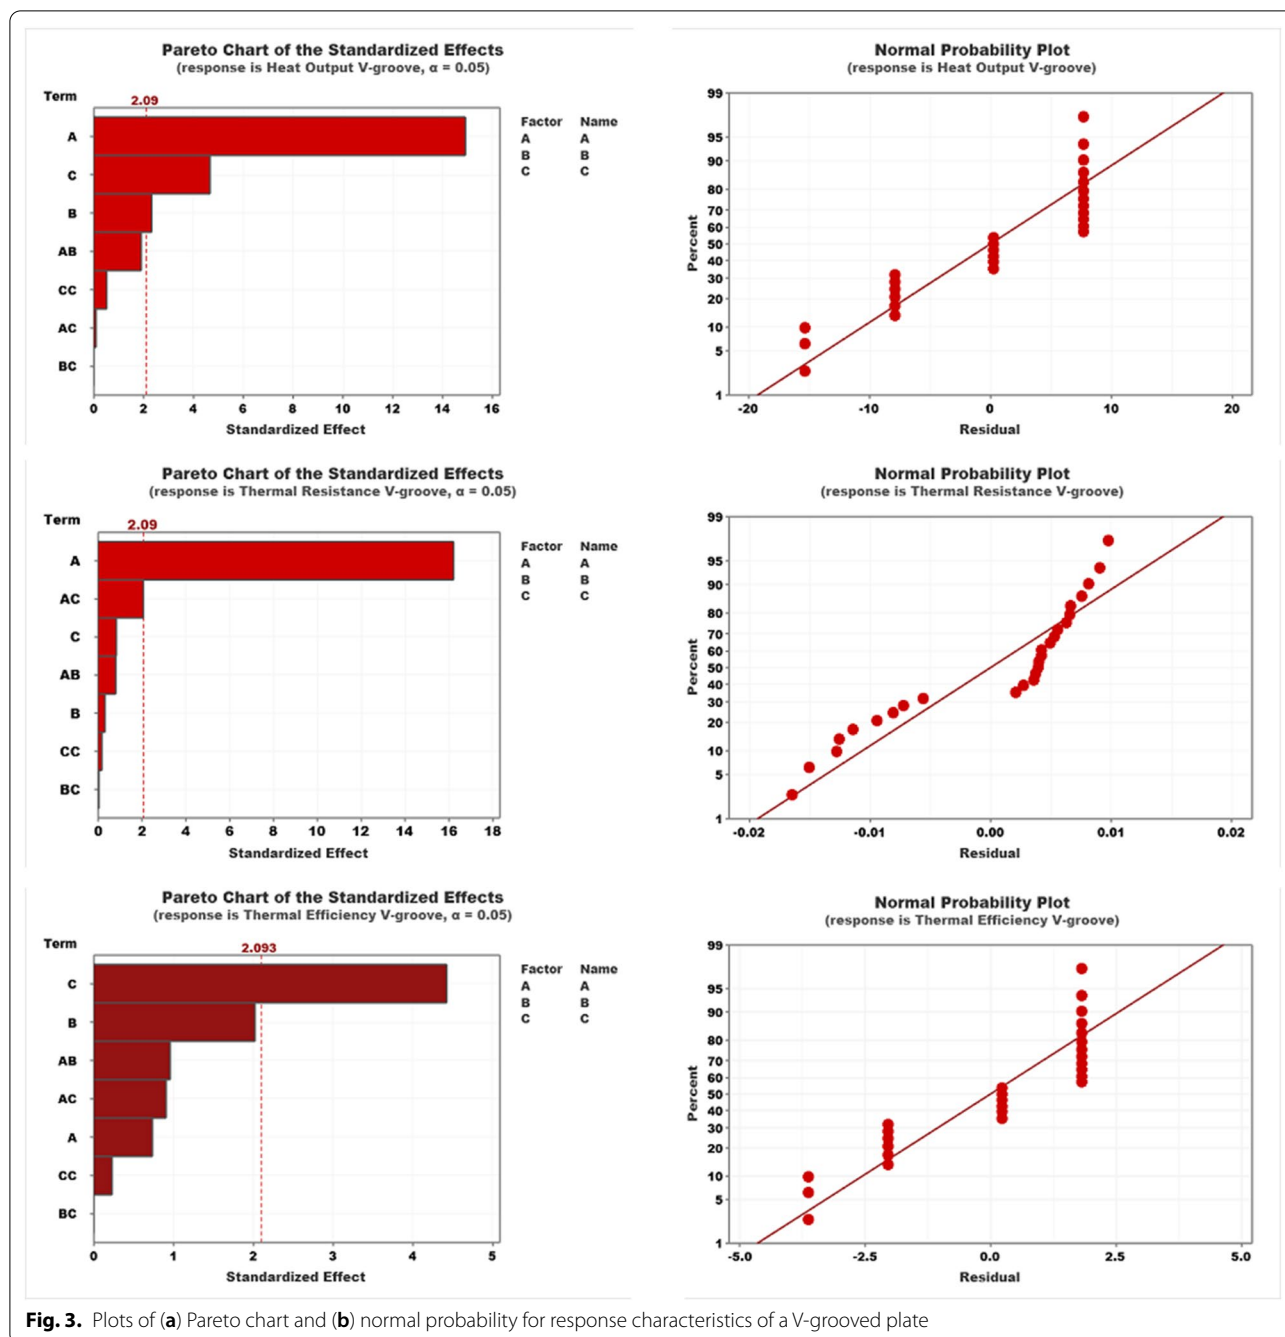 Pareto Chart of the Standardized Effects
(response is Heat Output V-groove, α = 0.05)
Term
2.09
A
C
B
AB
CC
AC
BC
0 2 4 6 8 10 12 14 16
Standardized Effect
Factor Name
A A
B B
C C
Normal Probability Plot
(response is Heat Output V-groove)
Percent
99
95
90
80
70
60
50
40
30
20
10
5
1
-20 -10 0 10 20
Residual
Pareto Chart of the Standardized Effects
(response is Thermal Resistance V-groove, α = 0.05)
Term
2.09
A
AC
C
AB
B
CC
BC
0 2 4 6 8 10 12 14 16 18
Standardized Effect
Factor Name
A A
B B
C C
Normal Probability Plot
(response is Thermal Resistance V-groove)
Percent
99
95
90
80
70
60
50
40
30
20
10
5
1
-0.02 -0.01 0.00 0.01 0.02
Residual
Pareto Chart of the Standardized Effects
(response is Thermal Efficiency V-groove, α = 0.05)
Term
2.093
C
B
AB
AC
A
CC
BC
0 1 2 3 4 5
Standardized Effect
Factor Name
A A
B B
C C
Normal Probability Plot
(response is Thermal Efficiency V-groove)
Percent
99
95
90
80
70
60
50
40
30
20
10
5
1
-5.0 -2.5 0.0 2.5 5.0
Residual
Fig. 3. Plots of (a) Pareto chart and (b) normal probability for response characteristics of a V-grooved plate